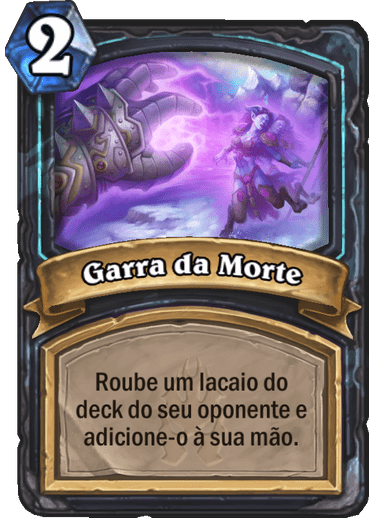 2
Garra da Morte
Roube um lacaio do
deck do seu oponente e
adicione-o à sua mão.